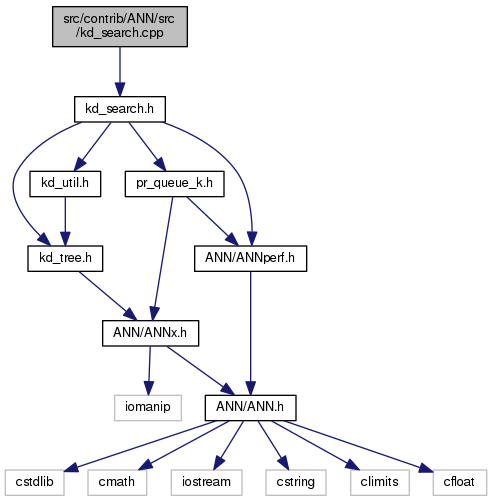 src/contrib/ANN/src
/kd_search.cpp
kd_search.h
kd_util.h
pr_queue_k.h
kd_tree.h
ANN/ANNperf.h
ANN/ANNx.h
iomanip
ANN/ANN.h
cstdlib
cmath
iostream
cstring
climits
cfloat